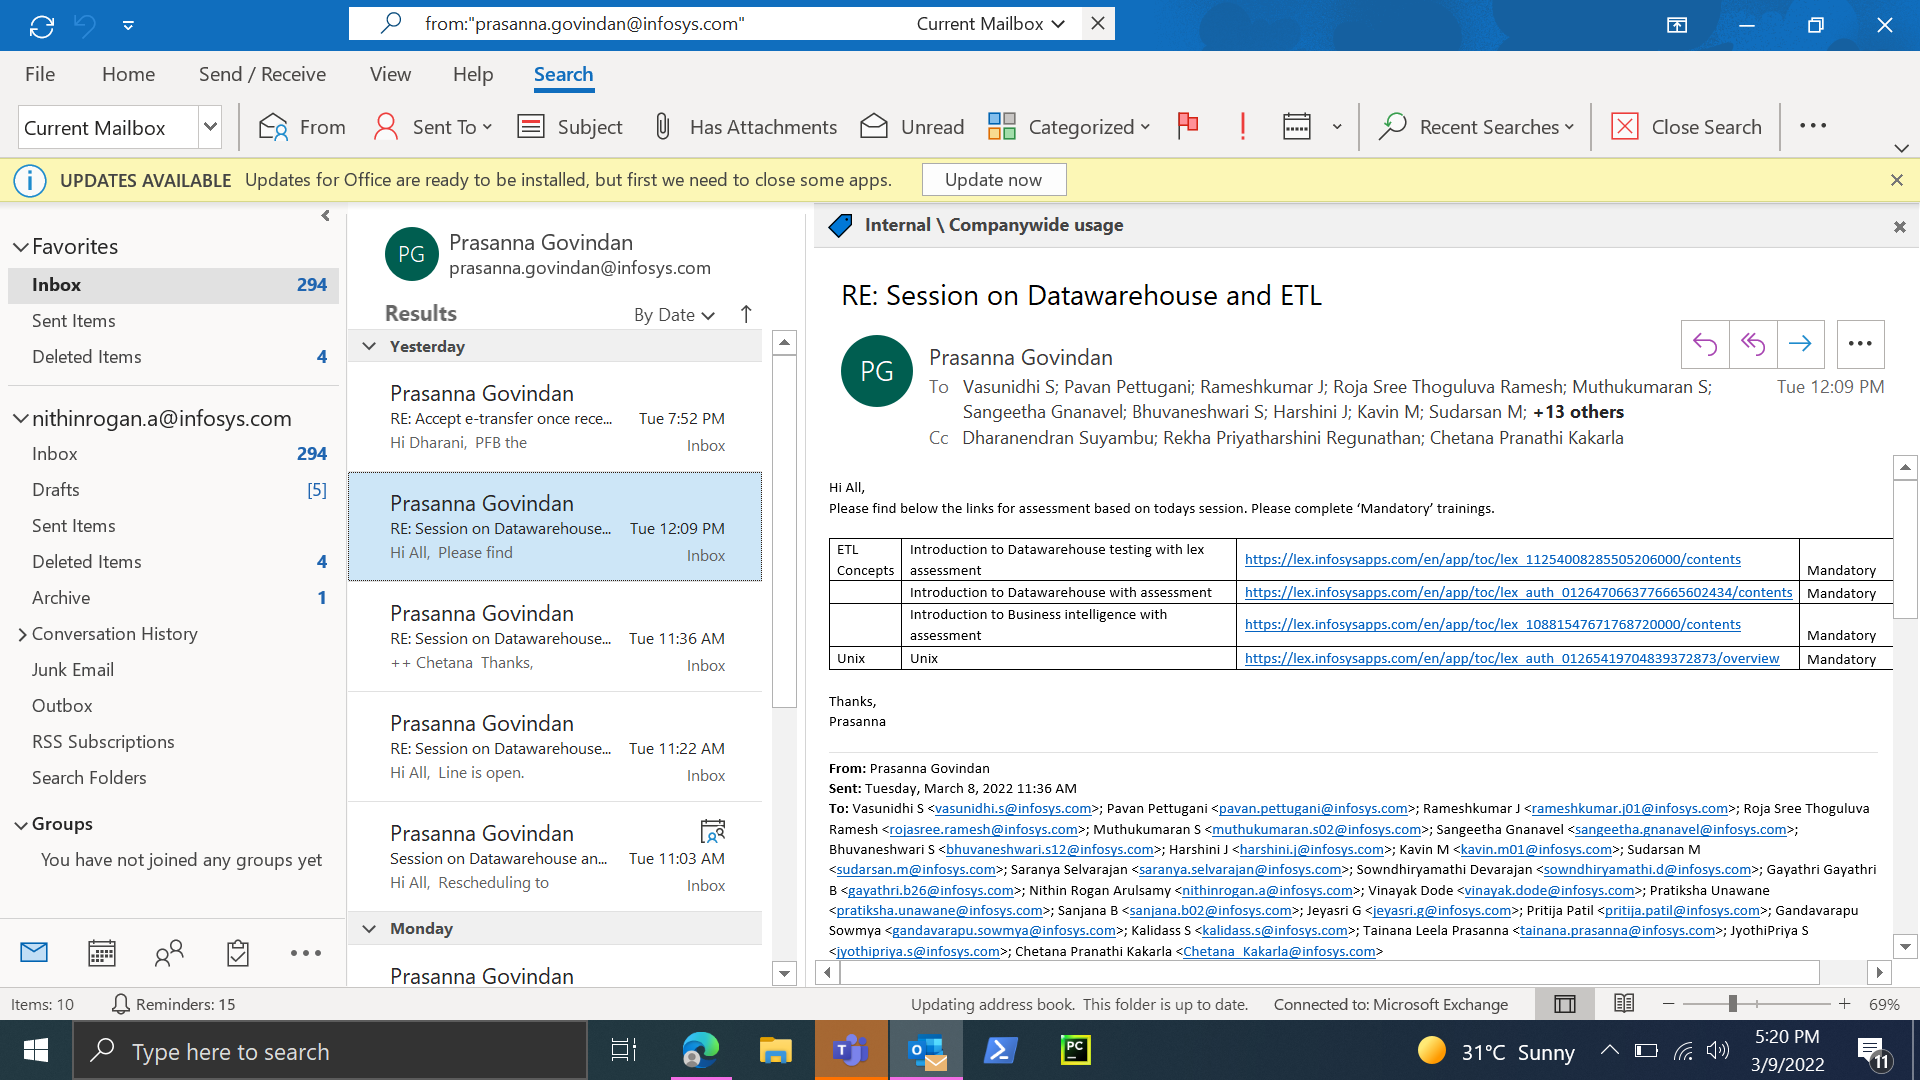 from:"prasanna.govindan@infosys.com"
Current Mailbox
File
Home
Send / Receive
View
Help
Search
Current Mailbox
From
Sent To
Subject
Has Attachments
Unread
Categorized
Recent Searches
Close Search
UPDATES AVAILABLE Updates for Office are ready to be installed, but first we need to close some apps.
Update now
Favorites
Inbox 294
Sent Items
Deleted Items 4
nithinrogan.a@infosys.com
Inbox 294
Drafts [5]
Sent Items
Deleted Items 4
Archive 1
Conversation History
Junk Email
Outbox
RSS Subscriptions
Search Folders
Groups
You have not joined any groups yet
PG
Prasanna Govindan
prasanna.govindan@infosys.com
Results
By Date
Yesterday
Prasanna Govindan
RE: Accept e-transfer once rece... Tue 7:52 PM
Hi Dharani, PFB the Inbox
Prasanna Govindan
RE: Session on Datawarehouse... Tue 12:09 PM
Hi All, Please find Inbox
Prasanna Govindan
RE: Session on Datawarehouse... Tue 11:36 AM
++ Chetana Thanks, Inbox
Prasanna Govindan
RE: Session on Datawarehouse... Tue 11:22 AM
Hi All, Line is open. Inbox
Prasanna Govindan
Session on Datawarehouse an... Tue 11:03 AM
Hi All, Rescheduling to Inbox
Monday
Prasanna Govindan
Internal \ Companywide usage
RE: Session on Datawarehouse and ETL
PG
Prasanna Govindan
To Vasunidhi S; Pavan Pettugani; Rameshkumar J; Roja Sree Thoguluva Ramesh; Muthukumaran S; Tue 12:09 PM
Sangeetha Gnanavel; Bhuvaneshwari S; Harshini J; Kavin M; Sudarsan M; +13 others
Cc Dharanendran Suyambu; Rekha Priyatharshini Regunathan; Chetana Pranathi Kakarla
Hi All,
Please find below the links for assessment based on todays session. Please complete ‘Mandatory’ trainings.
ETL Introduction to Datawarehouse testing with lex
Concepts assessment https://lex.infosysapps.com/en/app/toc/lex_11254008285505206000/contents Mandatory
Introduction to Datawarehouse with assessment https://lex.infosysapps.com/en/app/toc/lex_auth_0126470663776665602434/contents Mandatory
Introduction to Business intelligence with
assessment https://lex.infosysapps.com/en/app/toc/lex_10881547671768720000/contents Mandatory
Unix Unix https://lex.infosysapps.com/en/app/toc/lex_auth_01265419704839372873/overview Mandatory
Thanks,
Prasanna
From: Prasanna Govindan
Sent: Tuesday, March 8, 2022 11:36 AM
To: Vasunidhi S <vasunidhi.s@infosys.com>; Pavan Pettugani <pavan.pettugani@infosys.com>; Rameshkumar J <rameshkumar.j01@infosys.com>; Roja Sree Thoguluva
Ramesh <rojasree.ramesh@infosys.com>; Muthukumaran S <muthukumaran.s02@infosys.com>; Sangeetha Gnanavel <sangeetha.gnanavel@infosys.com>;
Bhuvaneshwari S <bhuvaneshwari.s12@infosys.com>; Harshini J <harshini.j@infosys.com>; Kavin M <kavin.m01@infosys.com>; Sudarsan M
<sudarsan.m@infosys.com>; Saranya Selvarajan <saranya.selvarajan@infosys.com>; Sowndhiryamathi Devarajan <sowndhiryamathi.d@infosys.com>; Gayathri Gayathri
B <gayathri.b26@infosys.com>; Nithin Rogan Arulsamy <nithinrogan.a@infosys.com>; Vinayak Dode <vinayak.dode@infosys.com>; Pratiksha Unawane
<pratiksha.unawane@infosys.com>; Sanjana B <sanjana.b02@infosys.com>; Jeyasri G <jeyasri.g@infosys.com>; Pritija Patil <pritija.patil@infosys.com>; Gandavarapu
Sowmya <gandavarapu.sowmya@infosys.com>; Kalidass S <kalidass.s@infosys.com>; Tainana Leela Prasanna <tainana.prasanna@infosys.com>; JyothiPriya S
<jyothipriya.s@infosys.com>; Chetana Pranathi Kakarla <Chetana_Kakarla@infosys.com>
Items: 10
Reminders: 15
Updating address book. This folder is up to date.
Connected to: Microsoft Exchange
69%
Type here to search
PC
31°C Sunny
5:20 PM
3/9/2022
11